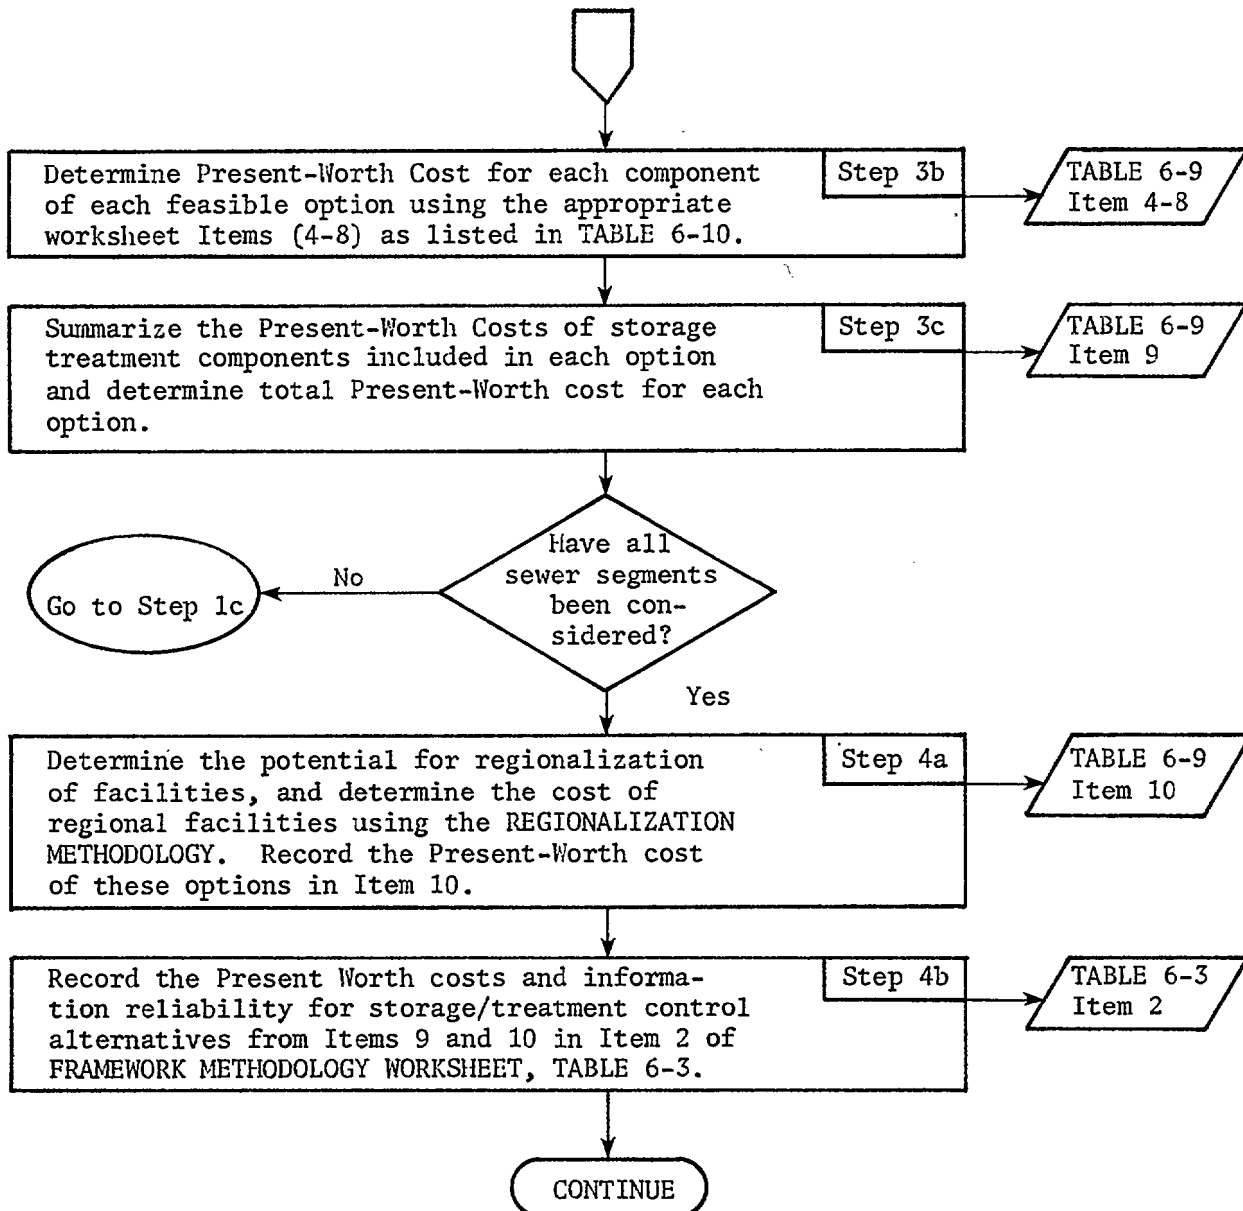 Determine Present-Worth Cost for each component
of each feasible option using the appropriate
worksheet Items (4-8) as listed in TABLE 6-10.
Step 3b
TABLE 6-9
Item 4-8
Summarize the Present-Worth Costs of storage
treatment components included in each option
and determine total Present-Worth cost for each
option.
Step 3c
TABLE 6-9
Item 9
Have all
sewer segments
been con-
sidered?
No
Go to Step 1c
Yes
Determine the potential for regionalization
of facilities, and determine the cost of
regional facilities using the REGIONALIZATION
METHODOLOGY. Record the Present-Worth cost
of these options in Item 10.
Step 4a
TABLE 6-9
Item 10
Record the Present Worth costs and informa-
tion reliability for storage/treatment control
alternatives from Items 9 and 10 in Item 2 of
FRAMEWORK METHODOLOGY WORKSHEET, TABLE 6-3.
Step 4b
TABLE 6-3
Item 2
CONTINUE